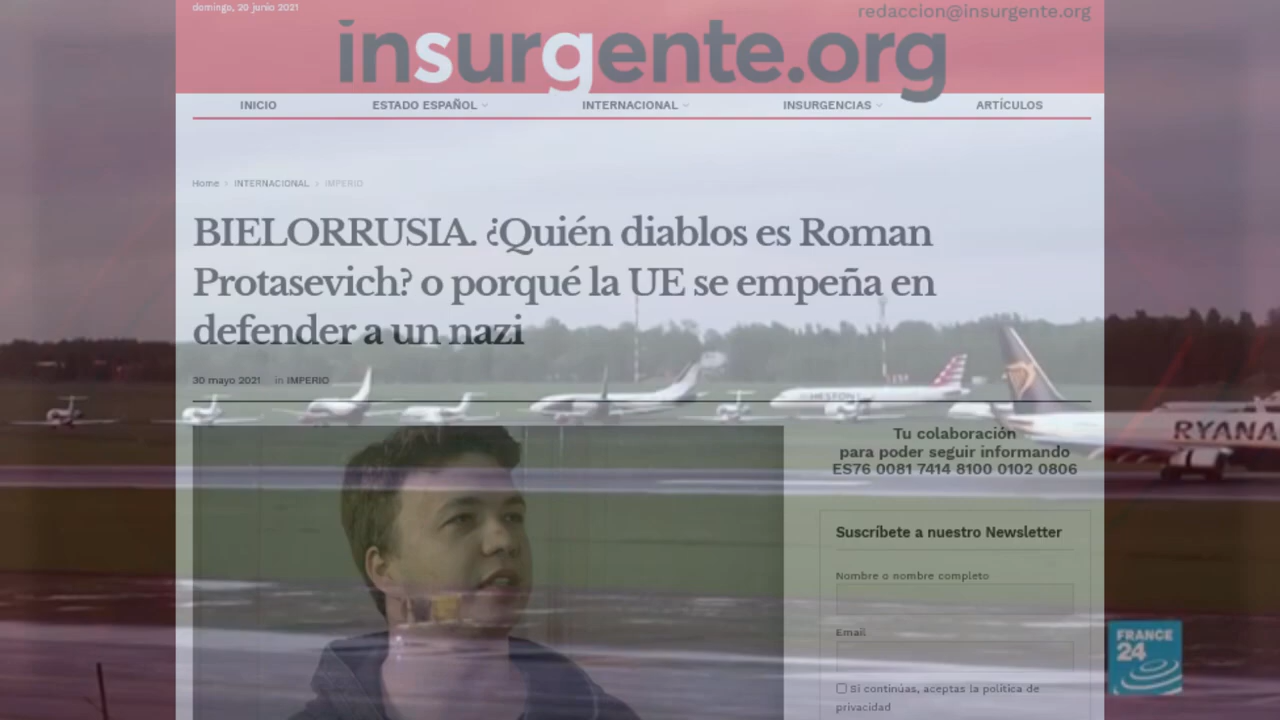 domingo, 20 junio 2021
redaccion@insurgente.org
insurgente.org
INICIO
ESTADO ESPAÑOL
INTERNACIONAL
INSURGENCIAS
ARTÍCULOS
Home › INTERNACIONAL › IMPERIO
BIELORRUSIA. ¿Quién diablos es Roman
Protasevich? o porqué la UE se empeña en
defender a un nazi
30 mayo 2021 in IMPERIO
Tu colaboración
para poder seguir informando
ES76 0081 7414 8100 0102 0806
RYANA
Suscríbete a nuestro Newsletter
Nombre o nombre completo
Email
Si continúas, aceptas la política de
privacidad
FRANCE
24